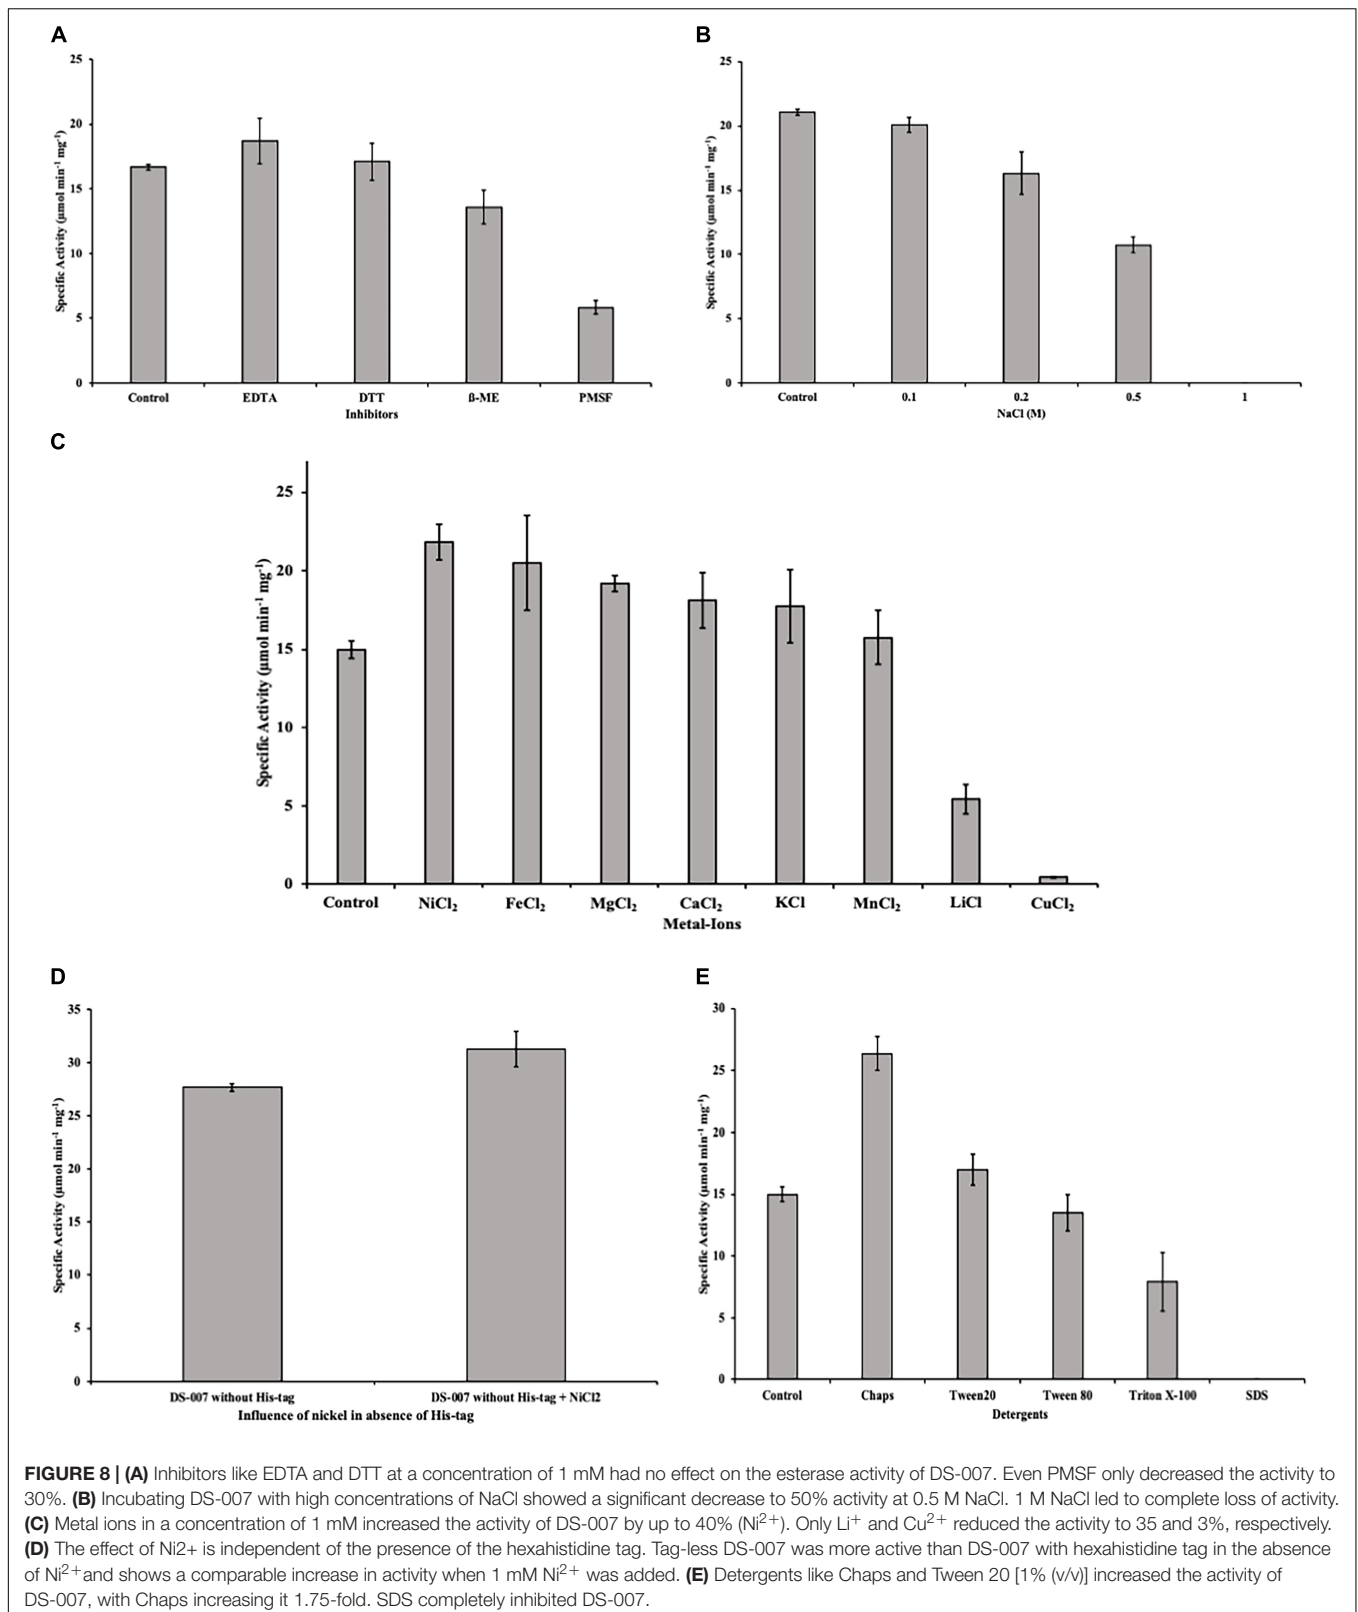 A
25
20
15
10
5
0
Specific Activity (µmol min⁻¹ mg⁻¹)
Control EDTA DTT ß-ME PMSF
Inhibitors
B
25
20
15
10
5
0
Specific Activity (µmol min⁻¹ mg⁻¹)
Control 0.1 0.2 0.5 1
NaCl (M)
C
25
20
15
10
5
0
Specific Activity (µmol min⁻¹ mg⁻¹)
Control NiCl₂ FeCl₂ MgCl₂ CaCl₂ KCl MnCl₂ LiCl CuCl₂
Metal-Ions
D
35
30
25
20
15
10
5
0
Specific Activity (µmol min⁻¹ mg⁻¹)
DS-007 without His-tag DS-007 without His-tag + NiCl2
Influence of nickel in absence of His-tag
E
30
25
20
15
10
5
0
Specific Activity (µmol min⁻¹ mg⁻¹)
Control Chaps Tween20 Tween 80 Triton X-100 SDS
Detergents
FIGURE 8 | (A) Inhibitors like EDTA and DTT at a concentration of 1 mM had no effect on the esterase activity of DS-007. Even PMSF only decreased the activity to
30%. (B) Incubating DS-007 with high concentrations of NaCl showed a significant decrease to 50% activity at 0.5 M NaCl. 1 M NaCl led to complete loss of activity.
(C) Metal ions in a concentration of 1 mM increased the activity of DS-007 by up to 40% (Ni²⁺). Only Li⁺ and Cu²⁺ reduced the activity to 35 and 3%, respectively.
(D) The effect of Ni2+ is independent of the presence of the hexahistidine tag. Tag-less DS-007 was more active than DS-007 with hexahistidine tag in the absence
of Ni²⁺and shows a comparable increase in activity when 1 mM Ni²⁺ was added. (E) Detergents like Chaps and Tween 20 [1% (v/v)] increased the activity of
DS-007, with Chaps increasing it 1.75-fold. SDS completely inhibited DS-007.